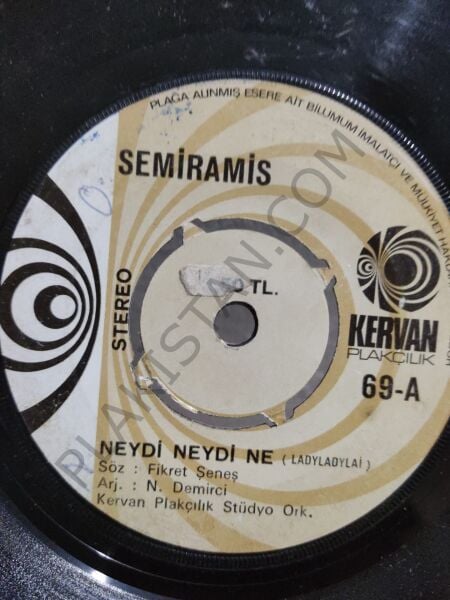 PLAĞA ALINMIŞ ESERE AİT BİLUMUM İMALATÇI VE MÜLKİYET
SEMİRAMİS
STEREO
50 TL.
KERVAN
PLAKÇILIK
69-A
NEYDİ NEYDİ NE ( LADYLADYLAİ )
Söz : Fikret Şeneş
Arj. : N. Demirci
Kervan Plakçılık Stüdyo Ork.
PLAKISTAN.COM